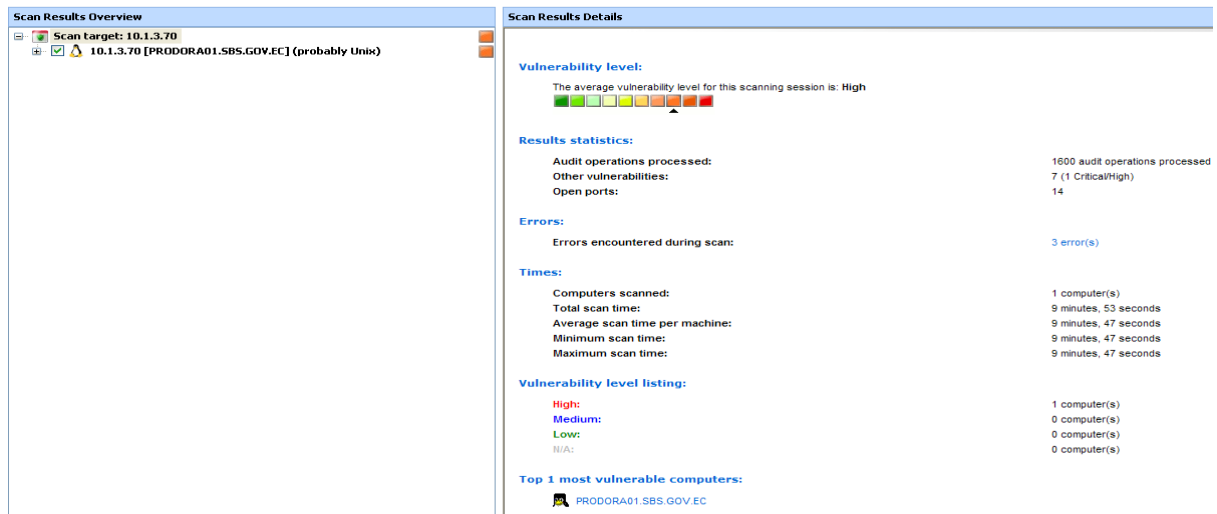 Scan Results Overview
Scan target: 10.1.3.70
10.1.3.70 [PRODORA01.SBS.GOV.EC] (probably Unix)
Scan Results Details
Vulnerability level:
The average vulnerability level for this scanning session is: High
Results statistics:
Audit operations processed: 1600 audit operations processed
Other vulnerabilities: 7 (1 Critical/High)
Open ports: 14
Errors:
Errors encountered during scan: 3 error(s)
Times:
Computers scanned: 1 computer(s)
Total scan time: 9 minutes, 53 seconds
Average scan time per machine: 9 minutes, 47 seconds
Minimum scan time: 9 minutes, 47 seconds
Maximum scan time: 9 minutes, 47 seconds
Vulnerability level listing:
High: 1 computer(s)
Medium: 0 computer(s)
Low: 0 computer(s)
N/A: 0 computer(s)
Top 1 most vulnerable computers:
PRODORA01.SBS.GOV.EC